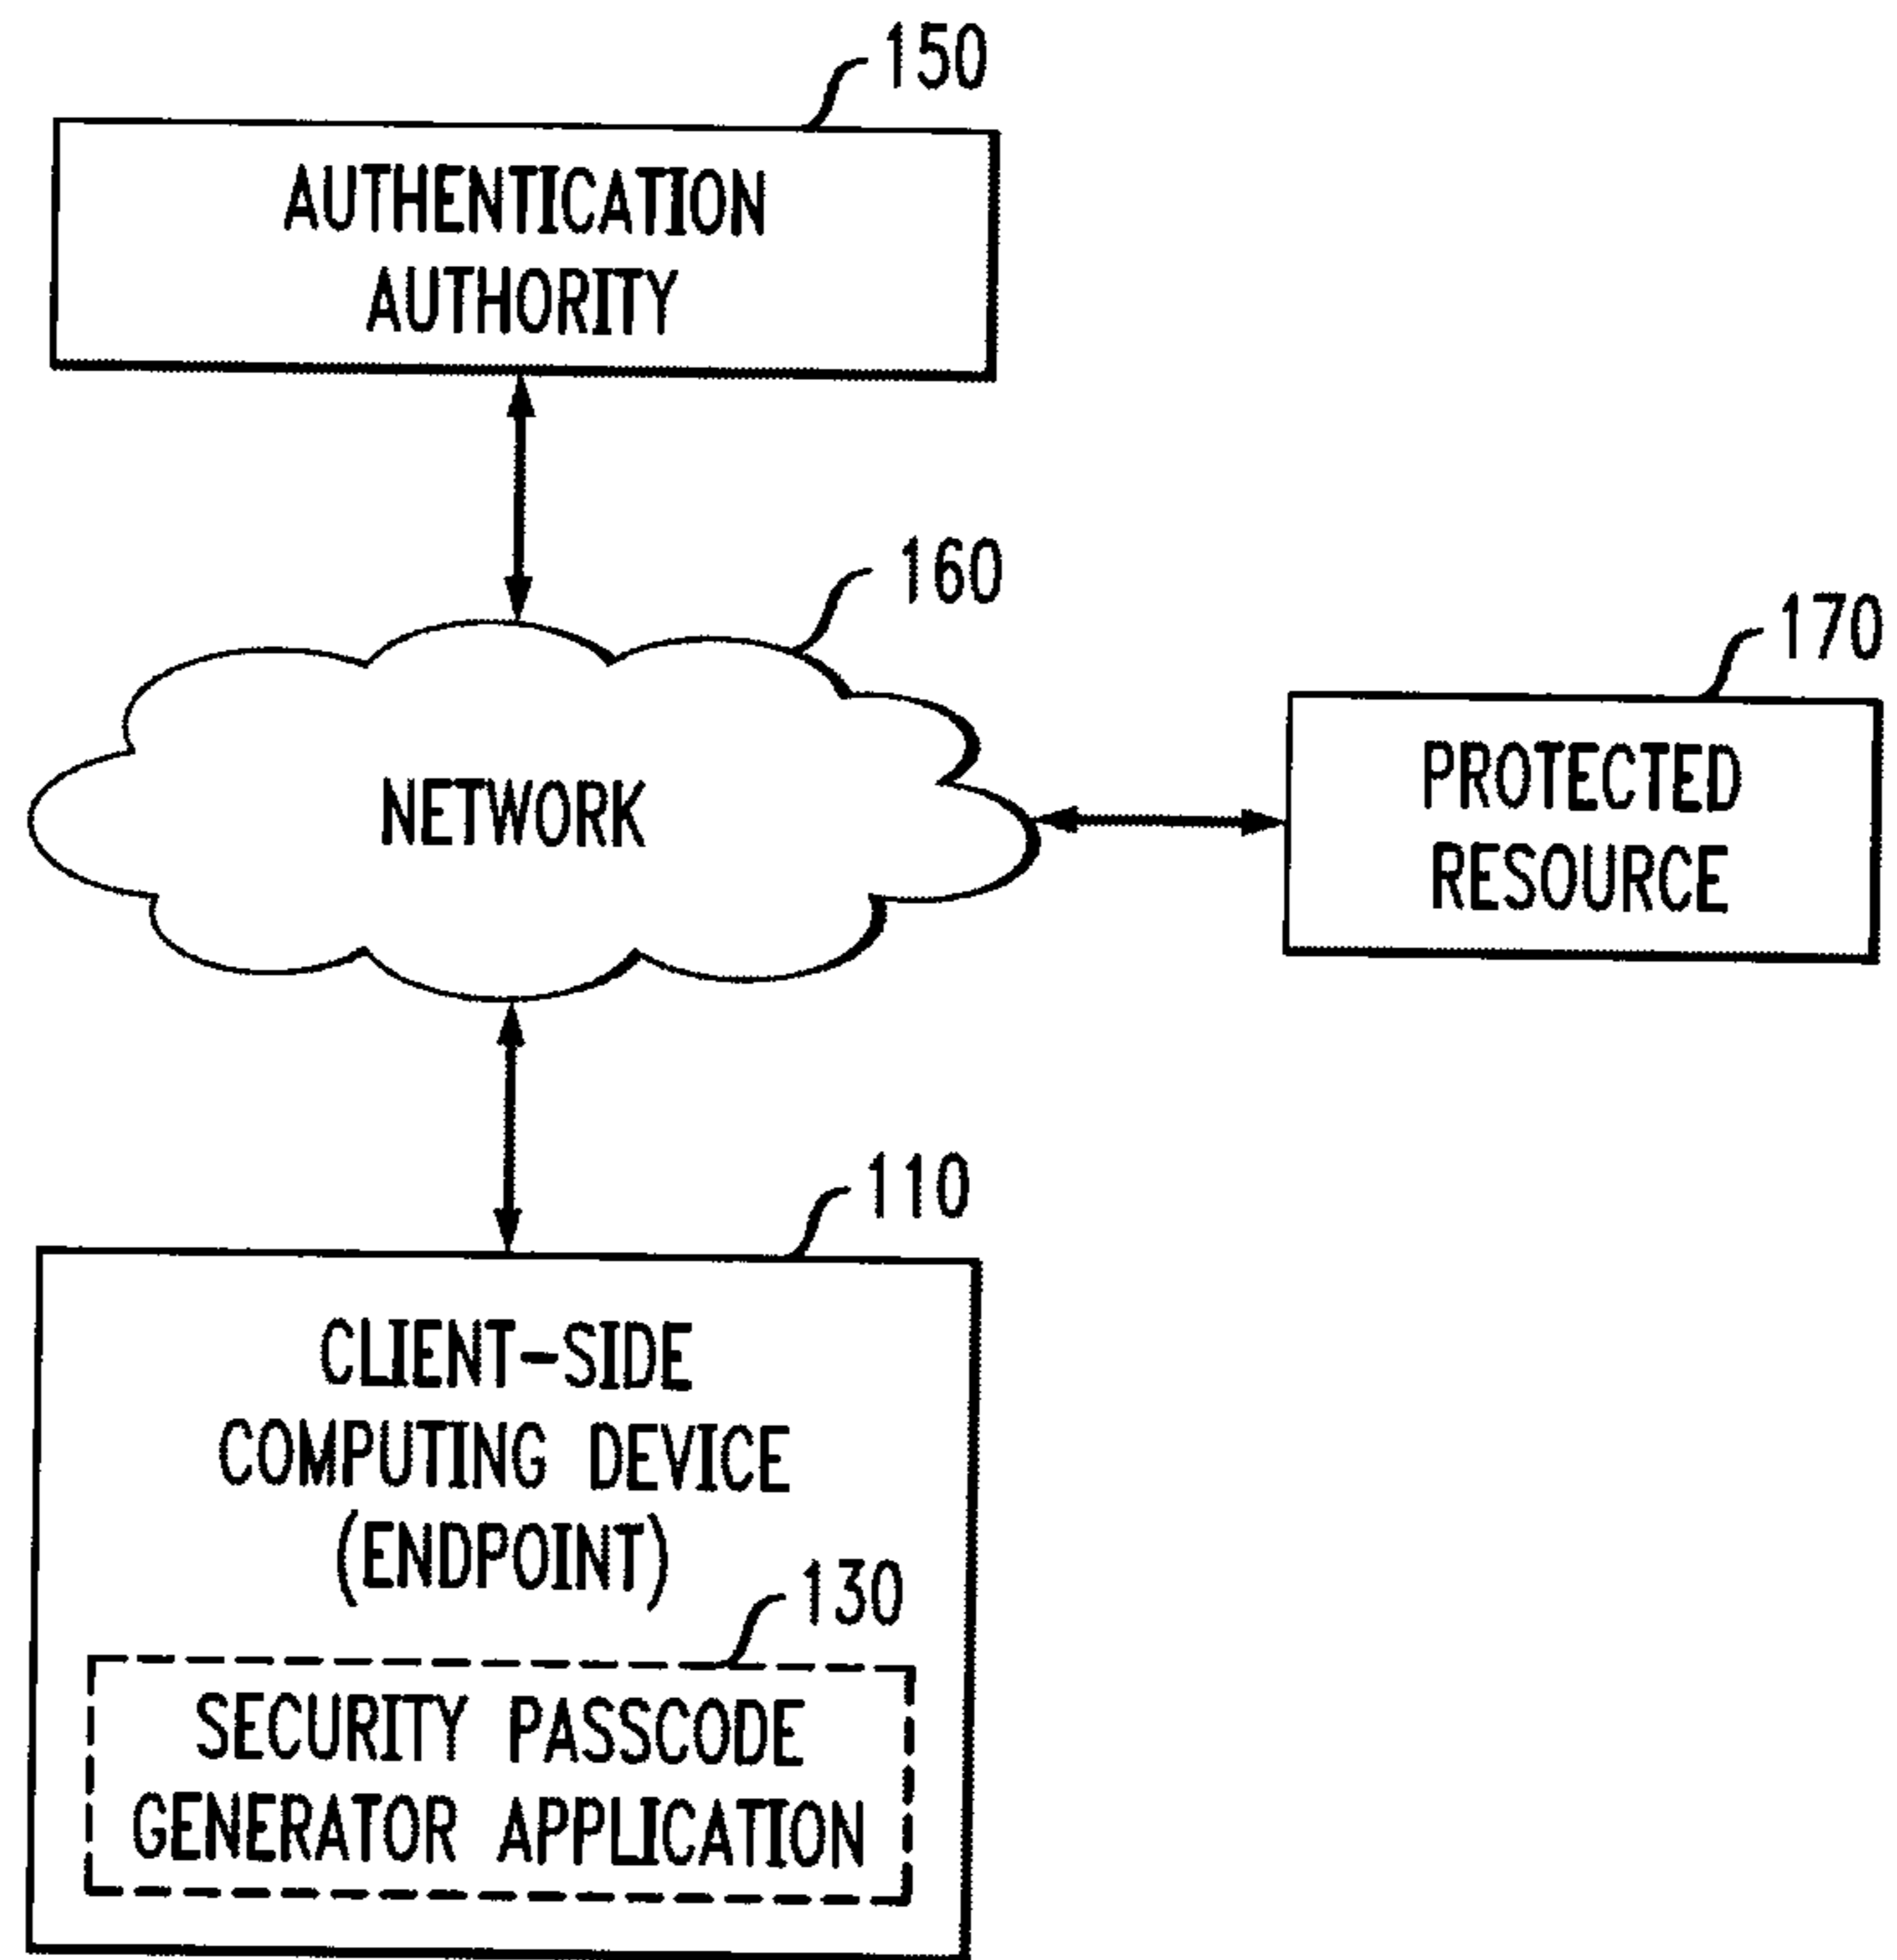 150
AUTHENTICATION
AUTHORITY
160
NETWORK
170
PROTECTED
RESOURCE
110
CLIENT-SIDE
COMPUTING DEVICE
(ENDPOINT)
130
SECURITY PASSCODE
GENERATOR APPLICATION